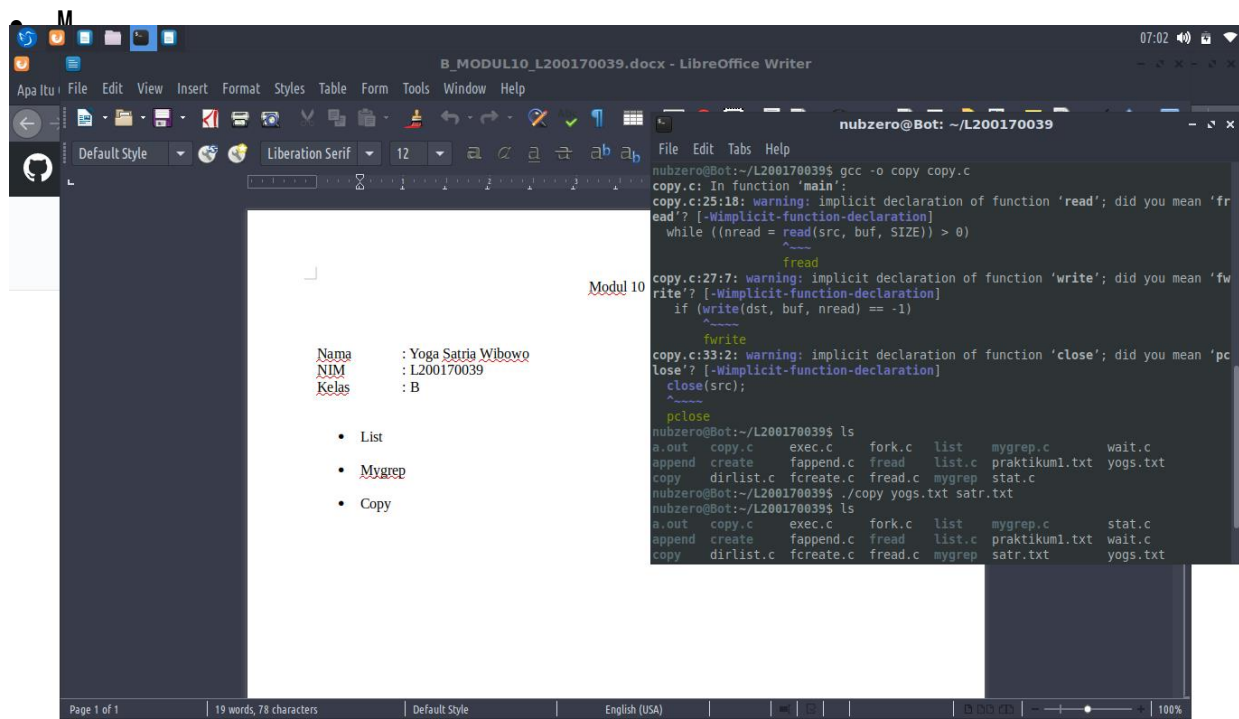 M
07:02
B_MODUL10_L200170039.docx - LibreOffice Writer
Apa Itu
File Edit View Insert Format Styles Table Form Tools Window Help
Default Style Liberation Serif 12
Modul 10
Nama : Yoga Satria Wibowo
NIM : L200170039
Kelas : B
• List
• Mygrep
• Copy
Page 1 of 1 19 words, 78 characters Default Style English (USA) 100%
nubzero@Bot: ~/L200170039
File Edit Tabs Help
nubzero@Bot:~/L200170039$ gcc -o copy copy.c
copy.c: In function ‘main’:
copy.c:25:18: warning: implicit declaration of function ‘read’; did you mean ‘fr
ead’? [-Wimplicit-function-declaration]
while ((nread = read(src, buf, SIZE)) > 0)
^~~~
fread
copy.c:27:7: warning: implicit declaration of function ‘write’; did you mean ‘fw
rite’? [-Wimplicit-function-declaration]
if (write(dst, buf, nread) == -1)
^~~~~
fwrite
copy.c:33:2: warning: implicit declaration of function ‘close’; did you mean ‘pc
lose’? [-Wimplicit-function-declaration]
close(src);
^~~~~
pclose
nubzero@Bot:~/L200170039$ ls
a.out copy.c exec.c fork.c list mygrep.c wait.c
append create fappend.c fread list.c praktikum1.txt yogs.txt
copy dirlist.c fcreate.c fread.c mygrep stat.c
nubzero@Bot:~/L200170039$ ./copy yogs.txt satr.txt
nubzero@Bot:~/L200170039$ ls
a.out copy.c exec.c fork.c list mygrep.c stat.c
append create fappend.c fread list.c praktikum1.txt wait.c
copy dirlist.c fcreate.c fread.c mygrep satr.txt yogs.txt